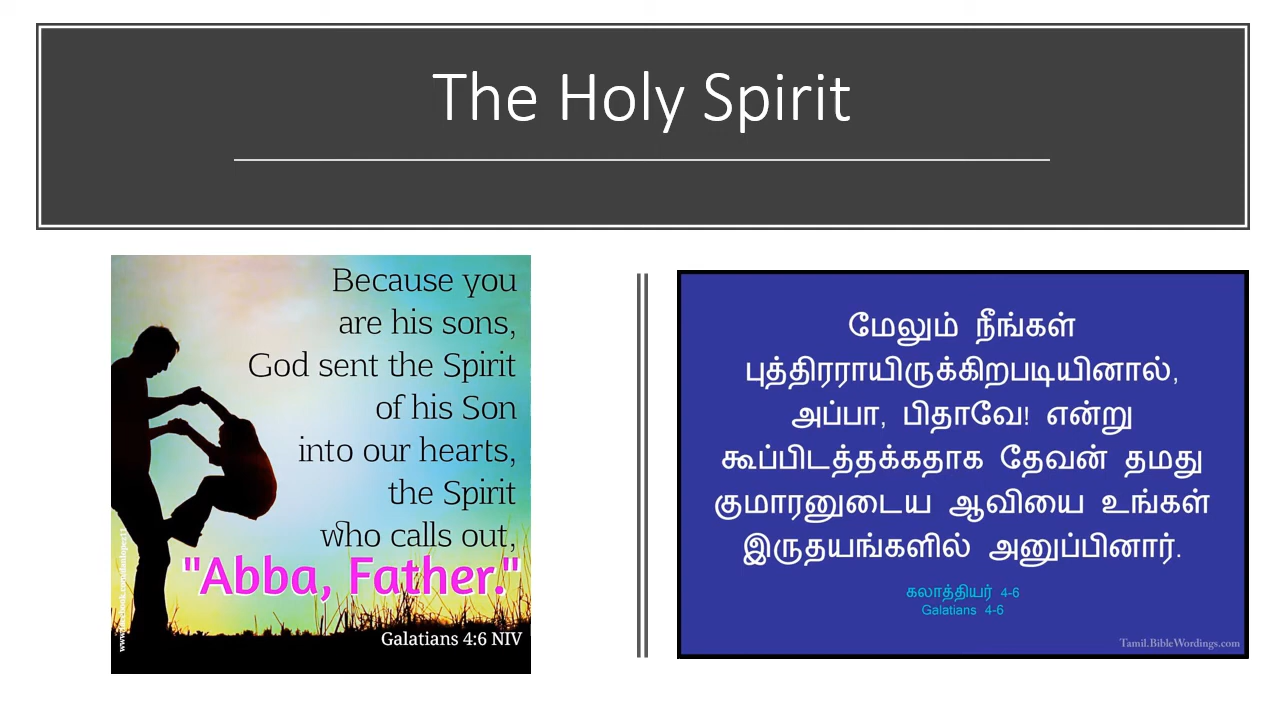 The Holy Spirit
Because you
are his sons,
God sent the Spirit
of his Son
into our hearts,
the Spirit
who calls out,
"Abba, Father."
Galatians 4:6 NIV
மேலும் நீங்கள்
புத்திரராயிருக்கிறபடியினால்,
அப்பா, பிதாவே! என்று
கூப்பிடத்தக்கதாக தேவன் தமது
குமாரனுடைய ஆவியை உங்கள்
இருதயங்களில் அனுப்பினார்.
கலாத்தியர் 4-6
Galatians 4-6
Tamil.BibleWordings.com